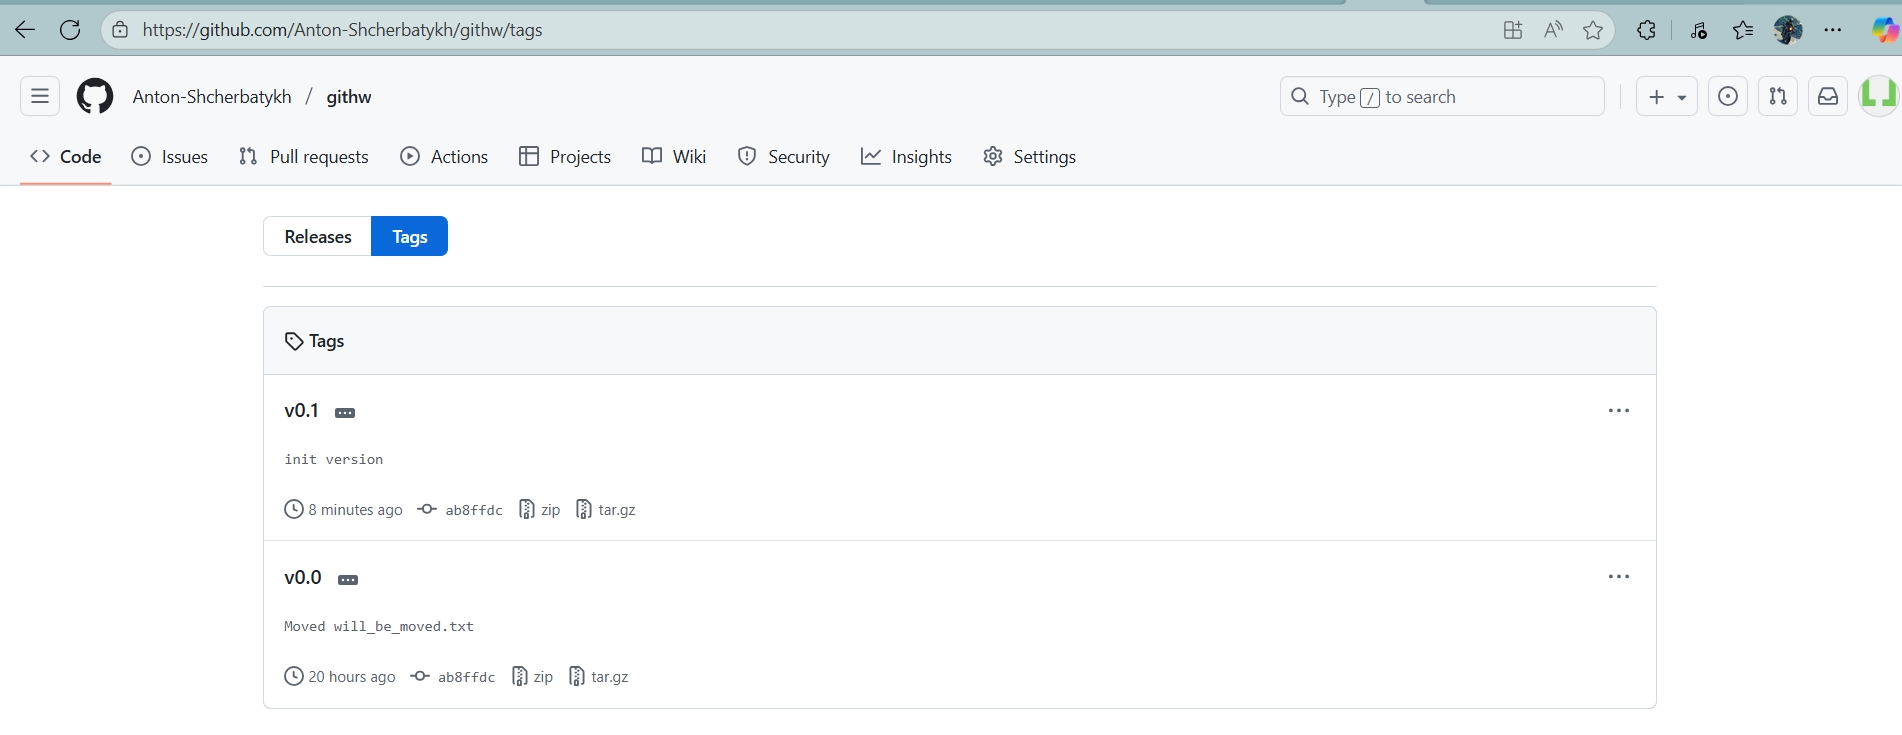 https://github.com/Anton-Shcherbatykh/githw/tags
Anton-Shcherbatykh / githw
Type / to search
Code Issues Pull requests Actions Projects Wiki Security Insights Settings
Releases Tags
Tags
v0.1
init version
8 minutes ago ab8ffdc zip tar.gz
v0.0
Moved will_be_moved.txt
20 hours ago ab8ffdc zip tar.gz